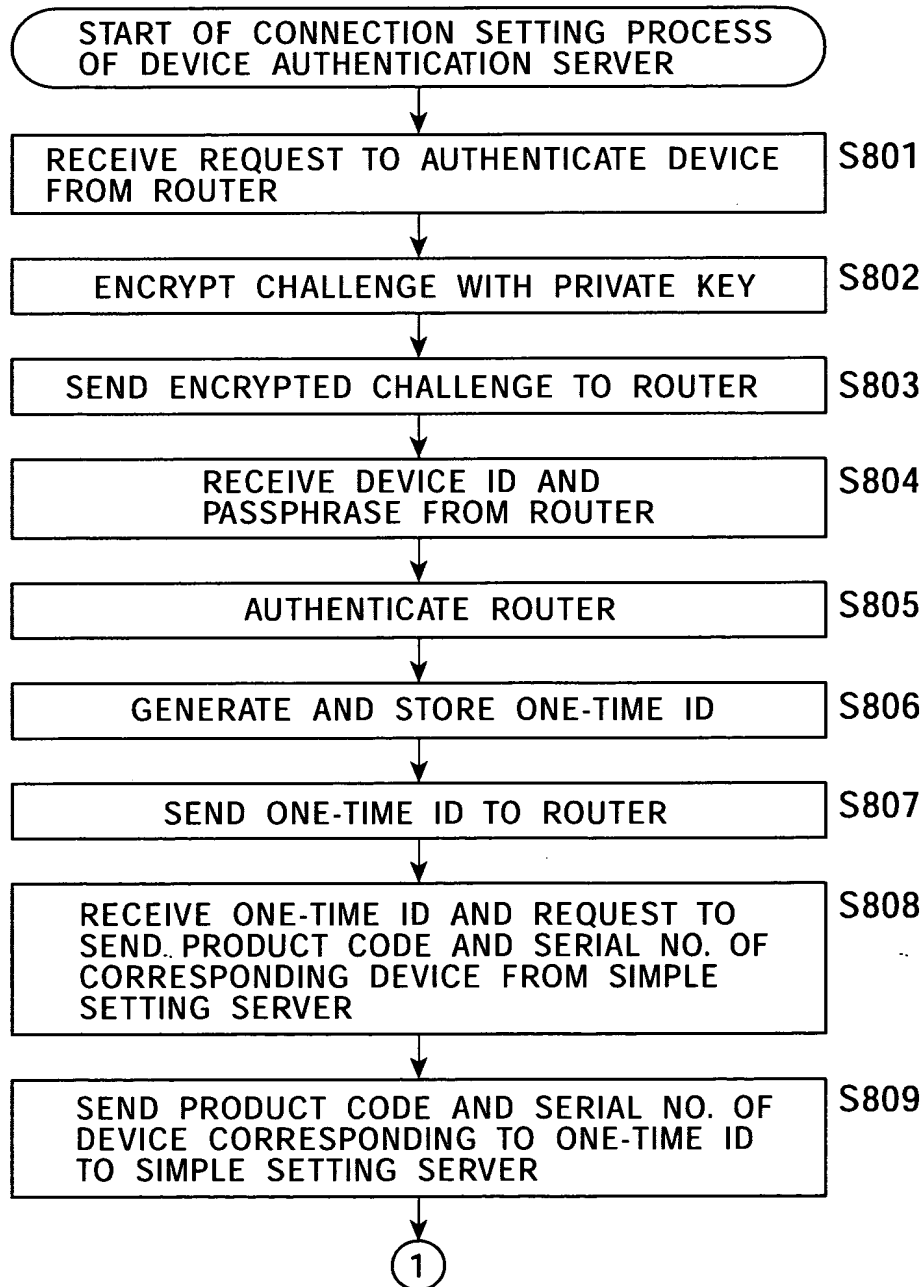 START OF CONNECTION SETTING PROCESS
OF DEVICE AUTHENTICATION SERVER
RECEIVE REQUEST TO AUTHENTICATE DEVICE
FROM ROUTER
S801
ENCRYPT CHALLENGE WITH PRIVATE KEY
S802
SEND ENCRYPTED CHALLENGE TO ROUTER
S803
RECEIVE DEVICE ID AND
PASSPHRASE FROM ROUTER
S804
AUTHENTICATE ROUTER
S805
GENERATE AND STORE ONE-TIME ID
S806
SEND ONE-TIME ID TO ROUTER
S807
RECEIVE ONE-TIME ID AND REQUEST TO
SEND PRODUCT CODE AND SERIAL NO. OF
CORRESPONDING DEVICE FROM SIMPLE
SETTING SERVER
S808
SEND PRODUCT CODE AND SERIAL NO. OF
DEVICE CORRESPONDING TO ONE-TIME ID
TO SIMPLE SETTING SERVER
S809
1